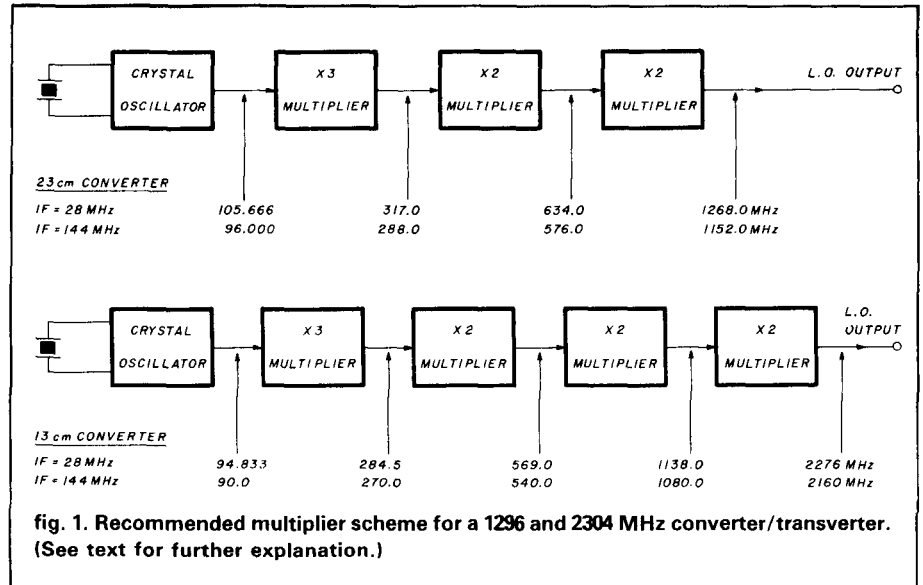 CRYSTAL OSCILLATOR
X3 MULTIPLIER
X2 MULTIPLIER
X2 MULTIPLIER
L.O. OUTPUT
23cm CONVERTER
IF = 28 MHz 105.666 317.0 634.0 1268.0 MHz
IF = 144 MHz 96.000 288.0 576.0 1152.0 MHz
CRYSTAL OSCILLATOR
X3 MULTIPLIER
X2 MULTIPLIER
X2 MULTIPLIER
X2 MULTIPLIER
L.O. OUTPUT
13cm CONVERTER
IF = 28 MHz 94.833 284.5 569.0 1138.0 2276 MHz
IF = 144 MHz 90.0 270.0 540.0 1080.0 2160 MHz
fig. 1. Recommended multiplier scheme for a 1296 and 2304 MHz converter/transverter.
(See text for further explanation.)